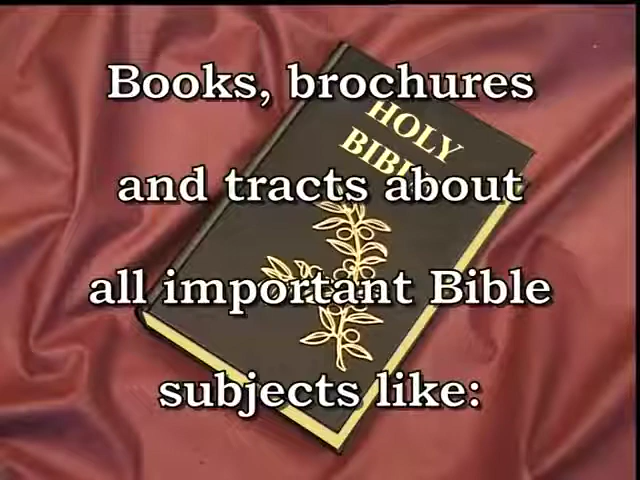 Books, brochures
HOLY
BIBLE
and tracts about
all important Bible
subjects like: